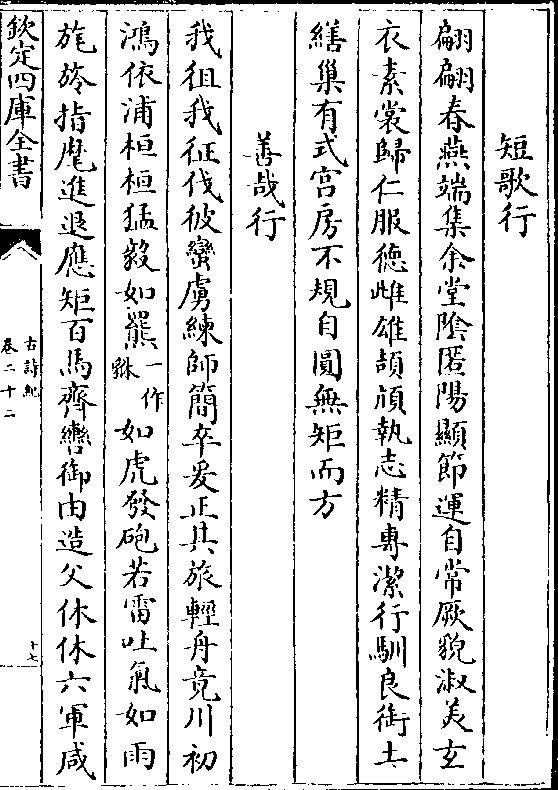 短歌行
翩翩春燕端集余堂隂匿陽顯節運自常厥貌淑美玄
衣素裳歸仁服徳雌雄頡頏執志精專潔行馴良銜土
繕巢有式宫房不規自圓無矩而方
善哉行
我徂我征伐彼蠻虜練師簡卒爰正其旅輕舟竟川初
鴻依浦桓桓猛毅如羆一作貅如虎發砲若雷吐氣如雨
旄旍指麾進退應矩百馬齊轡御由造父休休六軍咸
欽定四庫全書
古詩紀
卷二十二
十七